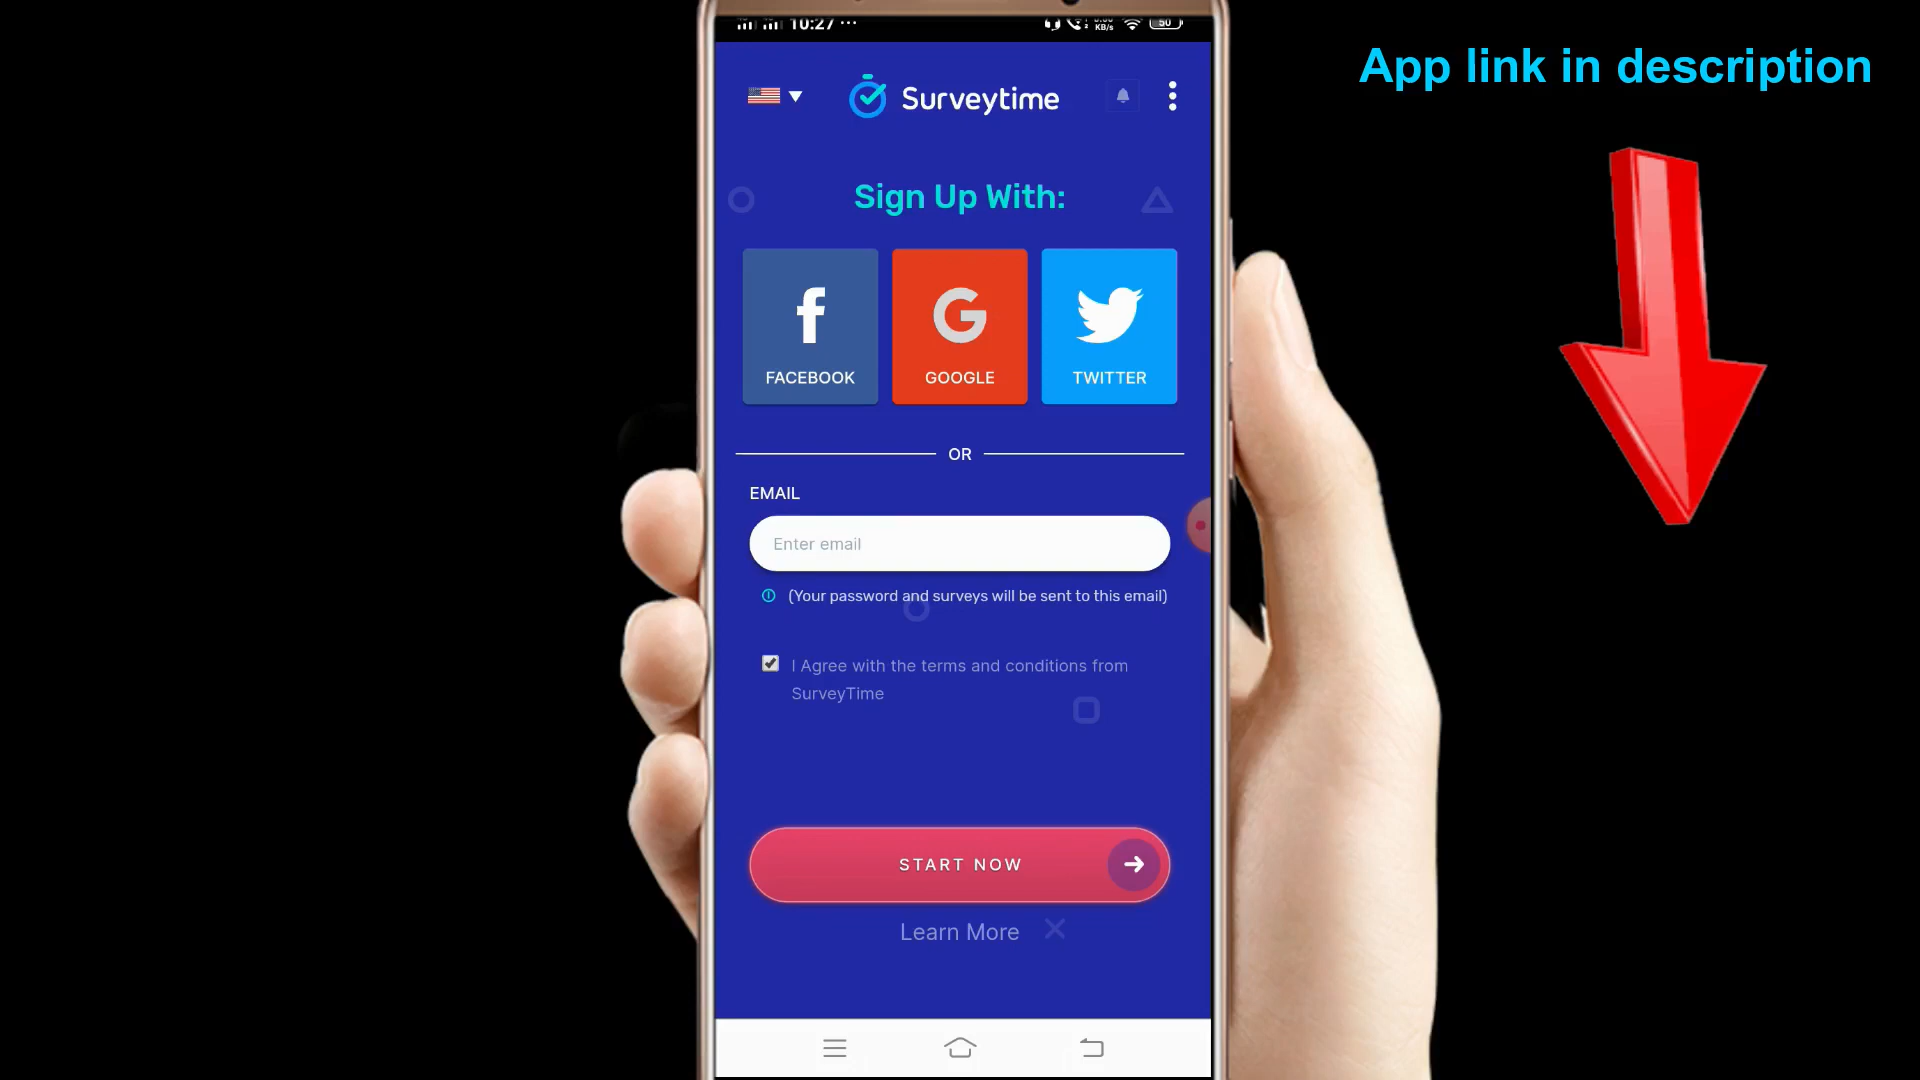 10:27 ...
KB/s
50
App link in description
Surveytime
Sign Up With:
FACEBOOK
GOOGLE
TWITTER
OR
EMAIL
Enter email
(Your password and surveys will be sent to this email)
I Agree with the terms and conditions from
SurveyTime
START NOW
Learn More